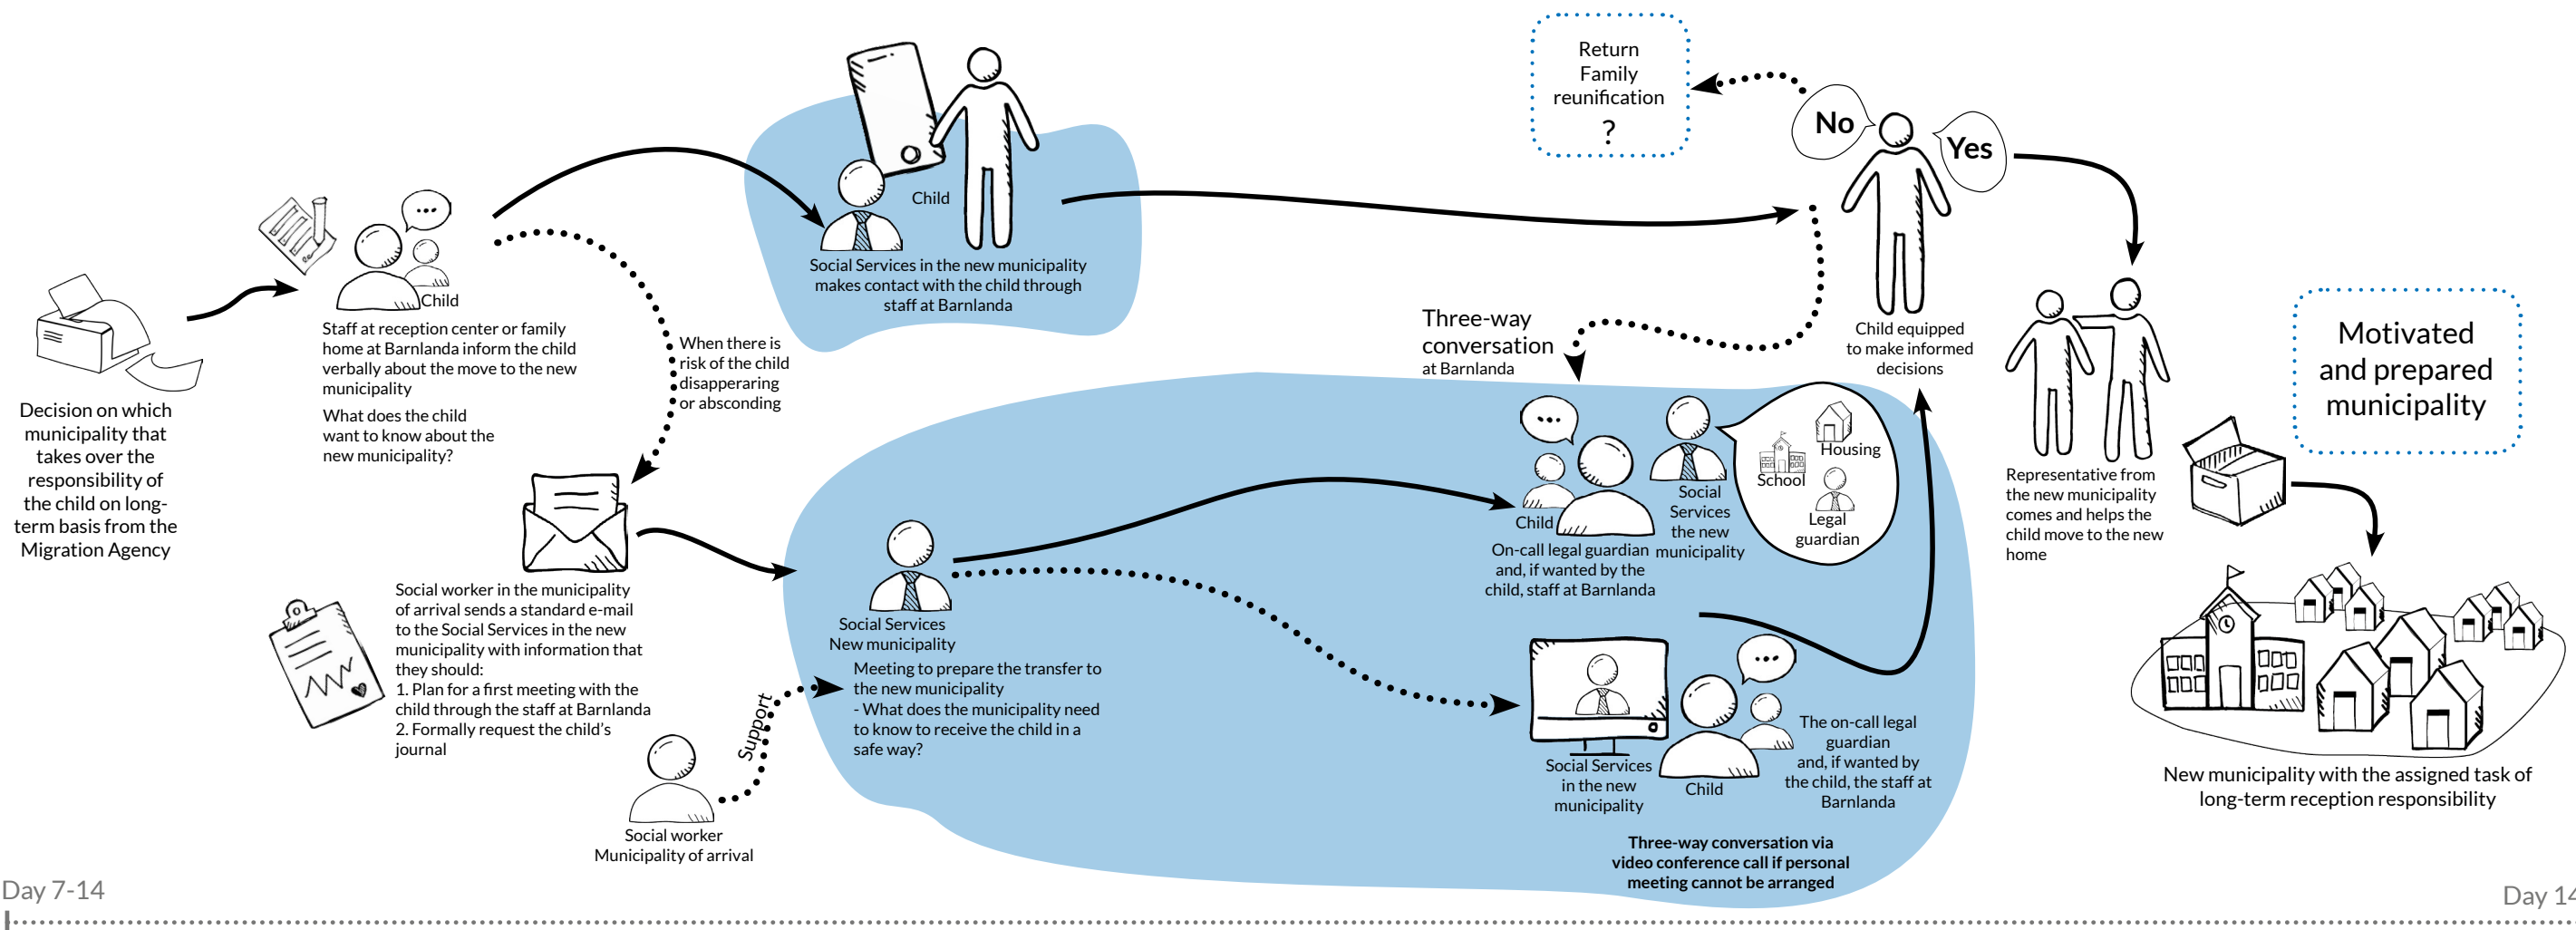 Decision on which
municipality that
takes over the
responsibility of
the child on long-
term basis from the
Migration Agency
Child
Staff at reception center or family
home at Barnlanda inform the child
verbally about the move to the new
municipality
What does the child
want to know about the
new municipality?
When there is
risk of the child
disapperaring
or absconding
Social worker in the municipality
of arrival sends a standard e-mail
to the Social Services in the new
municipality with information that
they should:
1. Plan for a first meeting with the
child through the staff at Barnlanda
2. Formally request the child's
journal
Social worker
Municipality of arrival
Support
Child
Social Services in the new municipality
makes contact with the child through
staff at Barnlanda
Social Services
New municipality
Meeting to prepare the transfer to
the new municipality
- What does the municipality need
to know to receive the child in a
safe way?
Three-way
conversation
at Barnlanda
Child
On-call legal guardian
and, if wanted by the
child, staff at Barnlanda
Social
Services
the new
municipality
Housing
School
Legal
guardian
Social Services
in the new
municipality
Child
The on-call legal
guardian
and, if wanted by
the child, the staff at
Barnlanda
Three-way conversation via
video conference call if personal
meeting cannot be arranged
Return
Family
reunification
?
No
Yes
Child equipped
to make informed
decisions
Representative from
the new municipality
comes and helps the
child move to the new
home
Motivated
and prepared
municipality
New municipality with the assigned task of
long-term reception responsibility
Day 7-14
Day 14